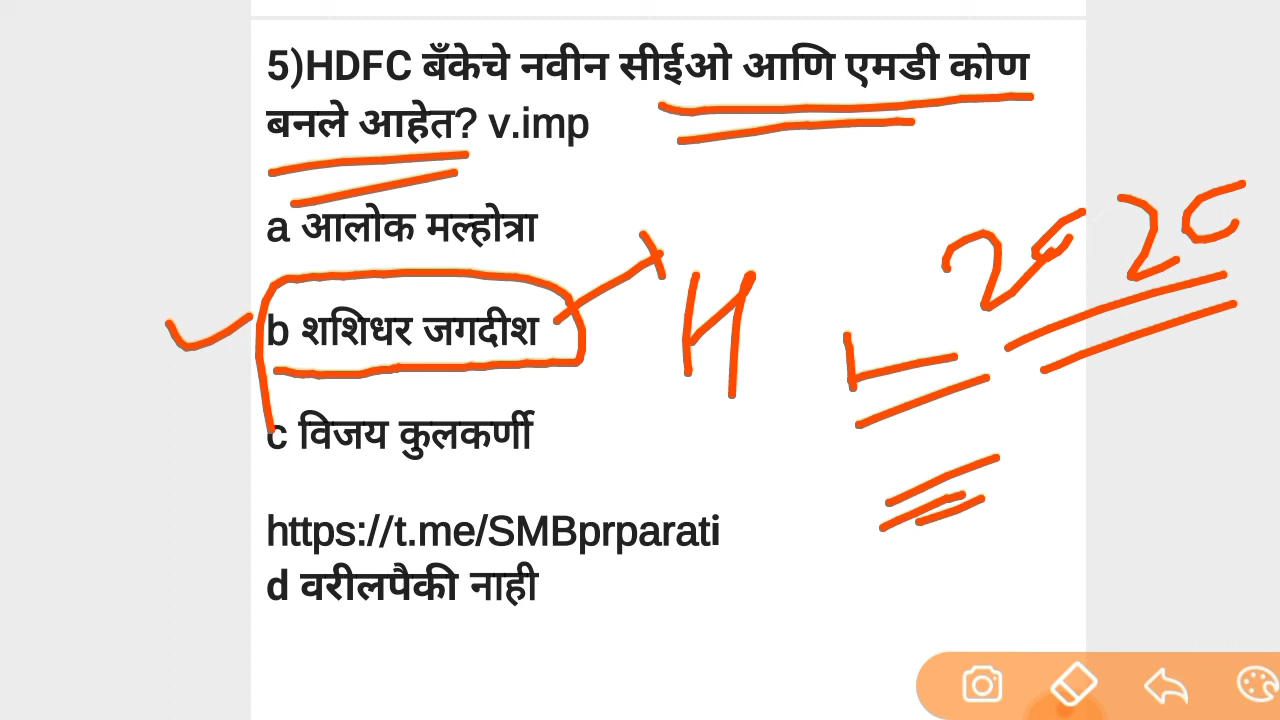 5)HDFC बँकेचे नवीन सीईओ आणि एमडी कोण
बनले आहेत? v.imp
a आलोक मल्होत्रा
b शशिधर जगदीश
c विजय कुलकर्णी
https://t.me/SMBprparati
d वरीलपैकी नाही